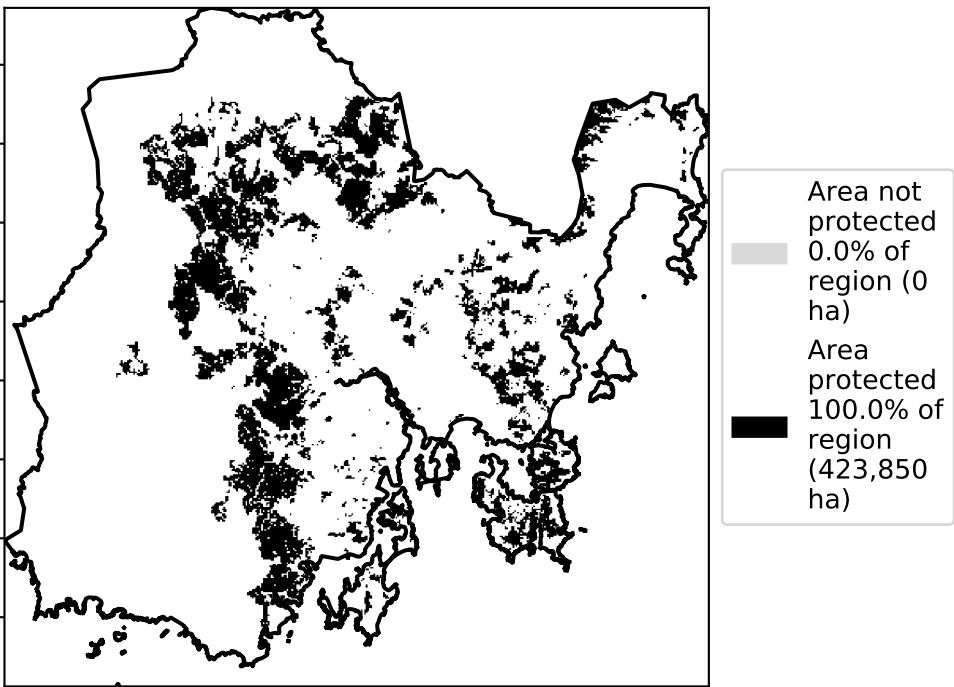 Area not
protected
0.0% of
region (0
ha)
Area
protected
100.0% of
region
(423,850
ha)